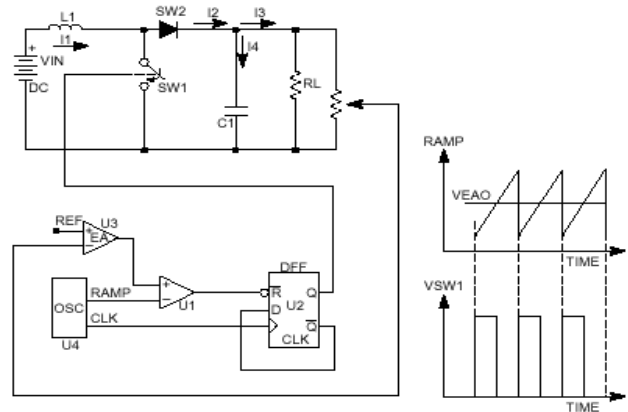 L1
I1
SW2
I2
I3
I4
VIN
DC
SW1
C1
RL
REF
U3
EA
+
−
OSC
RAMP
CLK
U4
+
−
U1
DFF
R
Q
D
U2
Q
CLK
RAMP
VEAO
TIME
VSW1
TIME